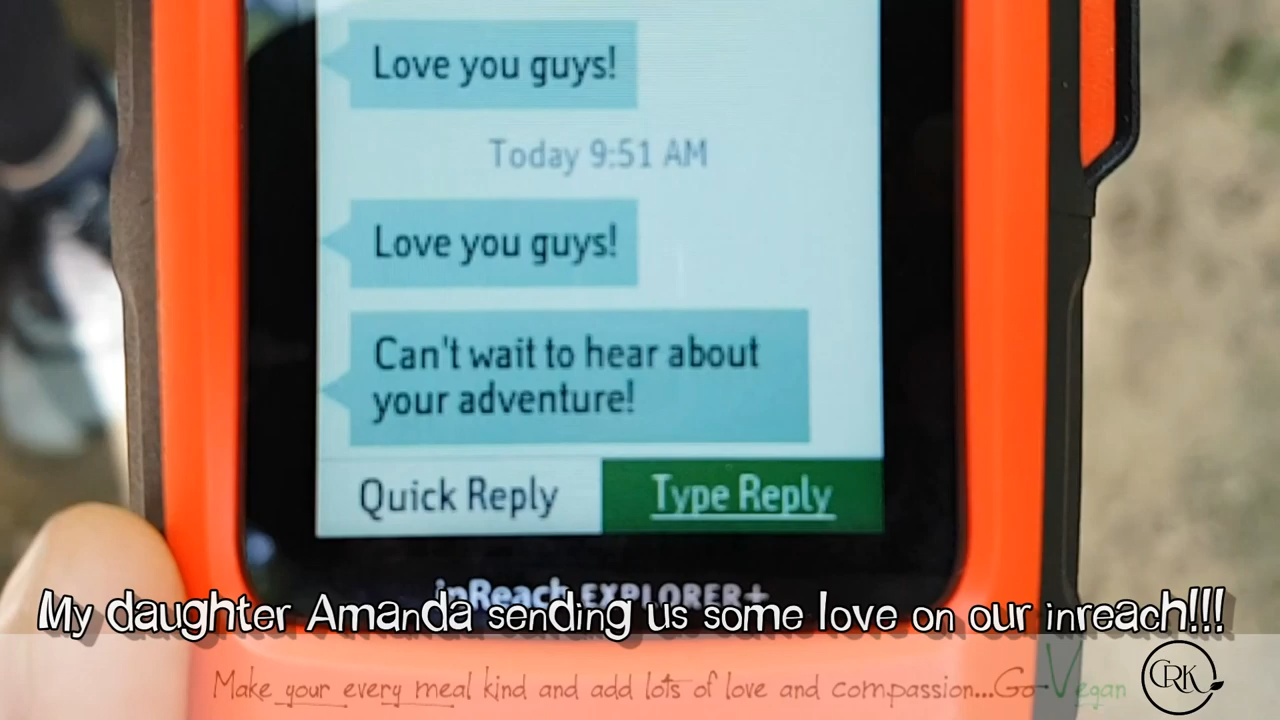 Love you guys!
Today 9:51 AM
Love you guys!
Can't wait to hear about
your adventure!
Quick Reply
Type Reply
inReach EXPLORER+
My daughter Amanda sending us some love on our inreach!!!
Make your every meal kind and add lots of love and compassion...Go Vegan
CRK